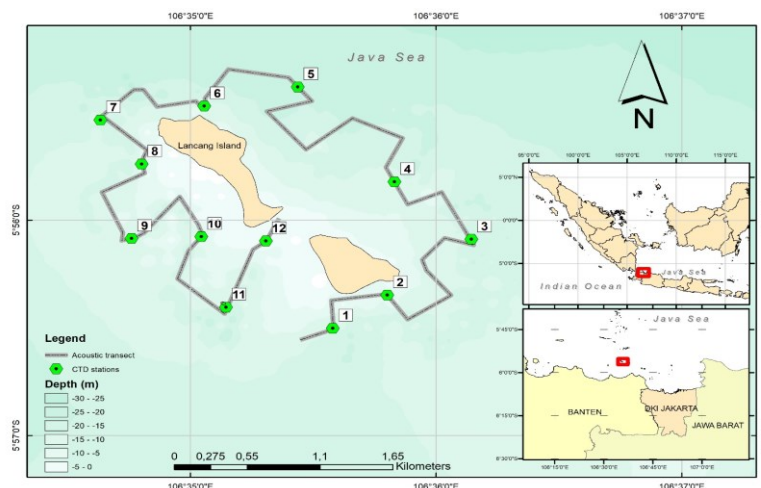 106°35'0"E
106°36'0"E
106°37'0"E
Java Sea
5
6
7
Lancang Island
8
4
N
5°56'0"S
9
10
12
3
2
11
1
Legend
Acoustic transect
CTD stations
Depth (m)
-30 - -25
-25 - -20
-20 - -15
-15 - -10
-10 - -5
-5 - 0
5°57'0"S
0 0,275 0,55 1,1 1,65
Kilometers
106°35'0"E
106°36'0"E
106°37'0"E
95°0'0"E
100°0'0"E
105°0'0"E
110°0'0"E
115°0'0"E
5°0'0"N
0°0'0"
5°0'0"S
Java Sea
Indian Ocean
Java Sea
5°45'0"S
6°0'0"S
6°15'0"S
6°30'0"S
BANTEN
DKI JAKARTA
JAWA BARAT
106°15'0"E
106°30'0"E
106°45'0"E
107°0'0"E